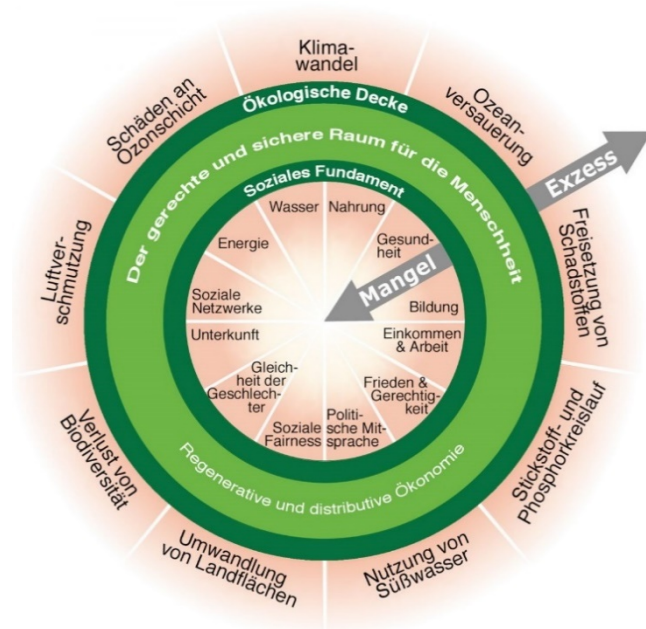 Klima-
wandel
Ozean-
versauerung
Exzess
Freisetzung von
Schadstoffen
Stickstoff- und
Phosphorkreislauf
Nutzung von
Süßwasser
Umwandlung
von Landflächen
Verlust von
Biodiversität
Luftver-
schmutzung
Schäden an
Ozonschicht
Ökologische Decke
Der gerechte und sichere Raum für die Menschheit
Soziales Fundament
Wasser
Nahrung
Gesund-
heit
Mangel
Bildung
Einkommen
& Arbeit
Frieden &
Gerechtig-
keit
Politi-
sche Mit-
sprache
Soziale
Fairness
Gleich-
heit der
Geschlech-
ter
Unterkunft
Soziale
Netzwerke
Energie
Regenerative und distributive Ökonomie